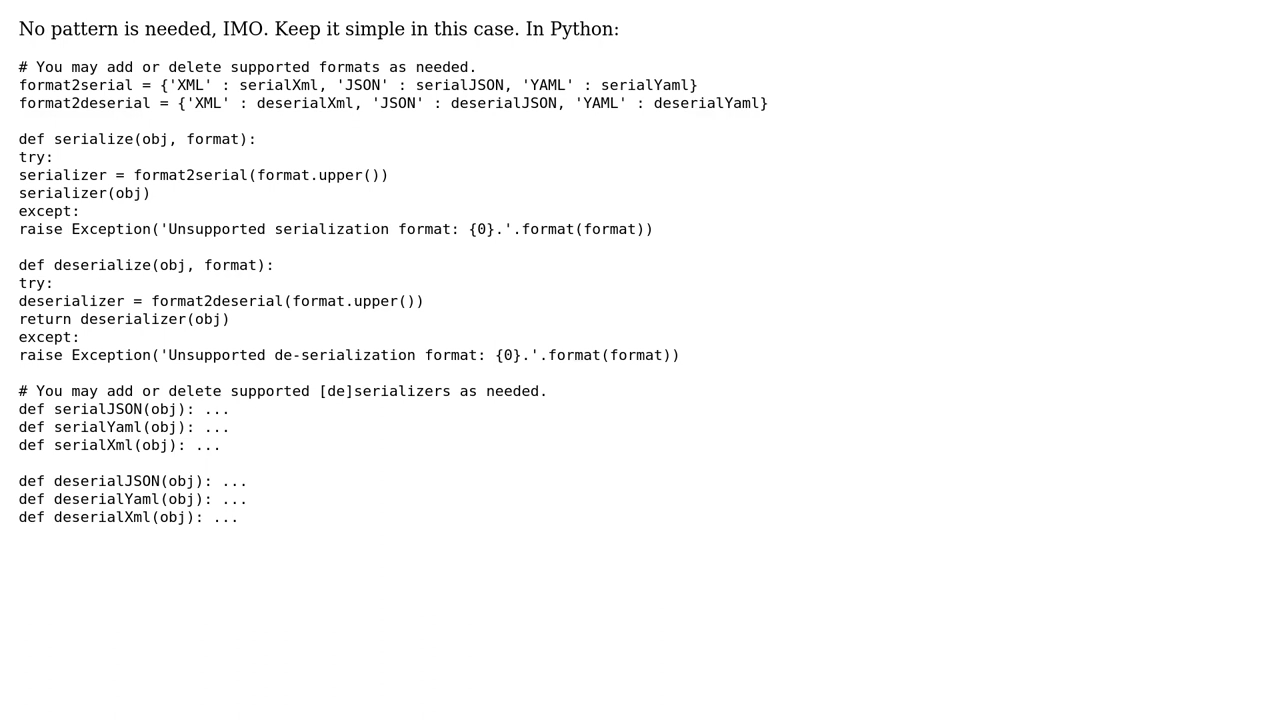 No pattern is needed, IMO. Keep it simple in this case. In Python:
# You may add or delete supported formats as needed.
format2serial = {'XML' : serialXml, 'JSON' : serialJSON, 'YAML' : serialYaml}
format2deserial = {'XML' : deserialXml, 'JSON' : deserialJSON, 'YAML' : deserialYaml}
def serialize(obj, format):
try:
serializer = format2serial(format.upper())
serializer(obj)
except:
raise Exception('Unsupported serialization format: {0}.'.format(format))
def deserialize(obj, format):
try:
deserializer = format2deserial(format.upper())
return deserializer(obj)
except:
raise Exception('Unsupported de-serialization format: {0}.'.format(format))
# You may add or delete supported [de]serializers as needed.
def serialJSON(obj): ...
def serialYaml(obj): ...
def serialXml(obj): ...
def deserialJSON(obj): ...
def deserialYaml(obj): ...
def deserialXml(obj): ...